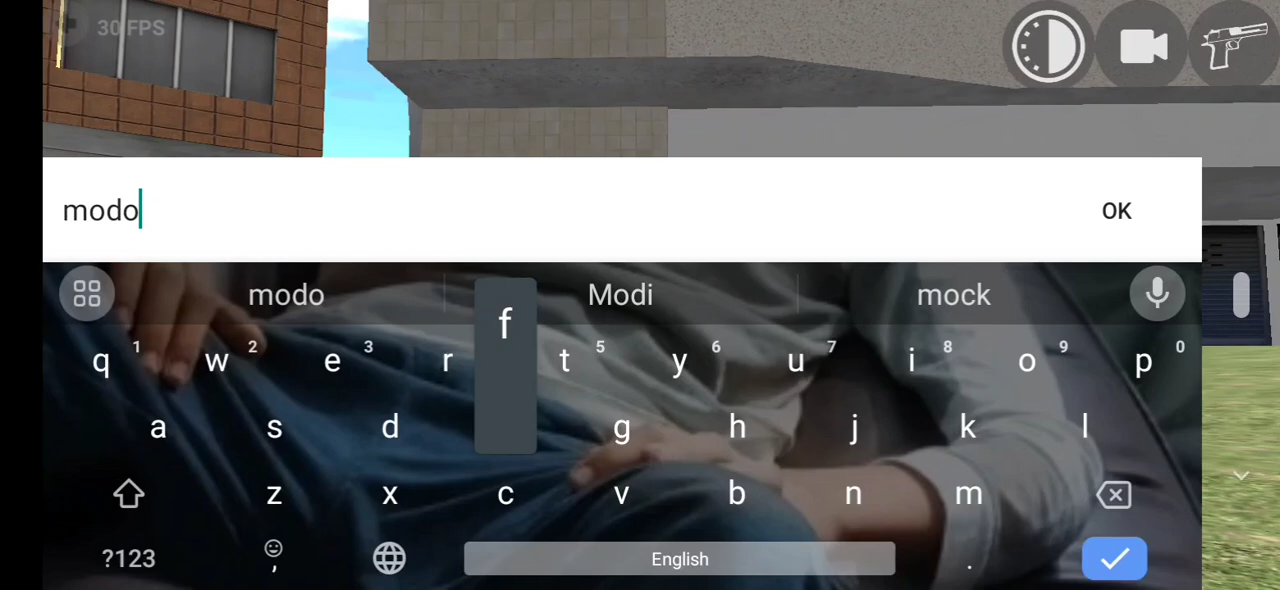 30 FPS
modo
OK
modo Modi mock
f
q 1 w 2 e 3 r t 5 y 6 u 7 i 8 o 9 p 0
a s d g h j k l
z x c v b n m
?123 , English .